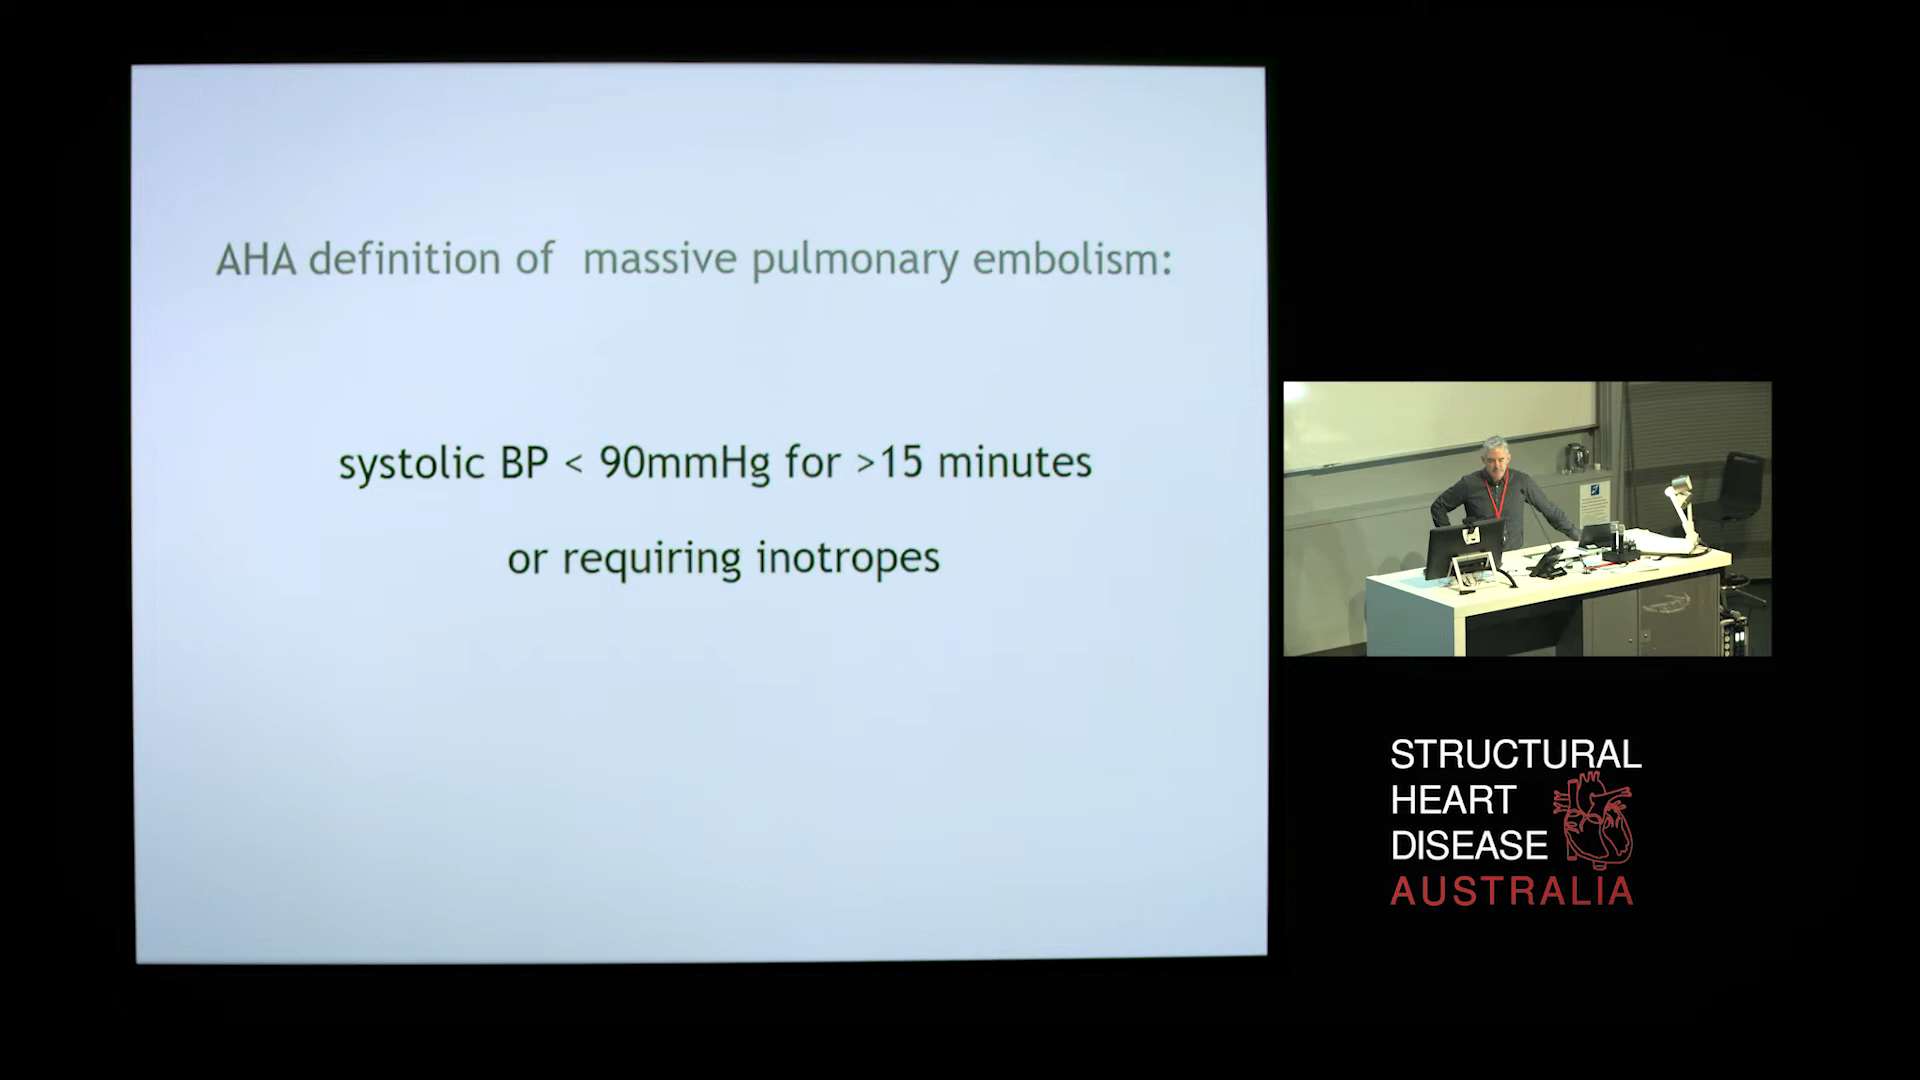 AHA definition of massive pulmonary embolism:
systolic BP < 90mmHg for >15 minutes
or requiring inotropes
STRUCTURAL
HEART
DISEASE
AUSTRALIA